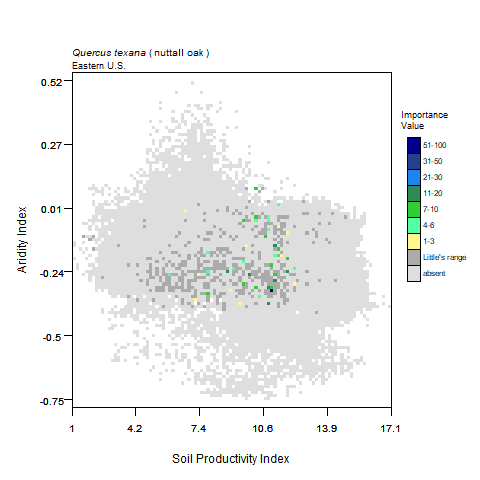 Quercus texana ( nuttall oak )
Eastern U.S.
0.52
0.27
0.01
-0.24
-0.5
-0.75
Aridity Index
1 4.2 7.4 10.6 13.9 17.1
Soil Productivity Index
Importance
Value
51-100
31-50
21-30
11-20
7-10
4-6
1-3
Little's range
absent